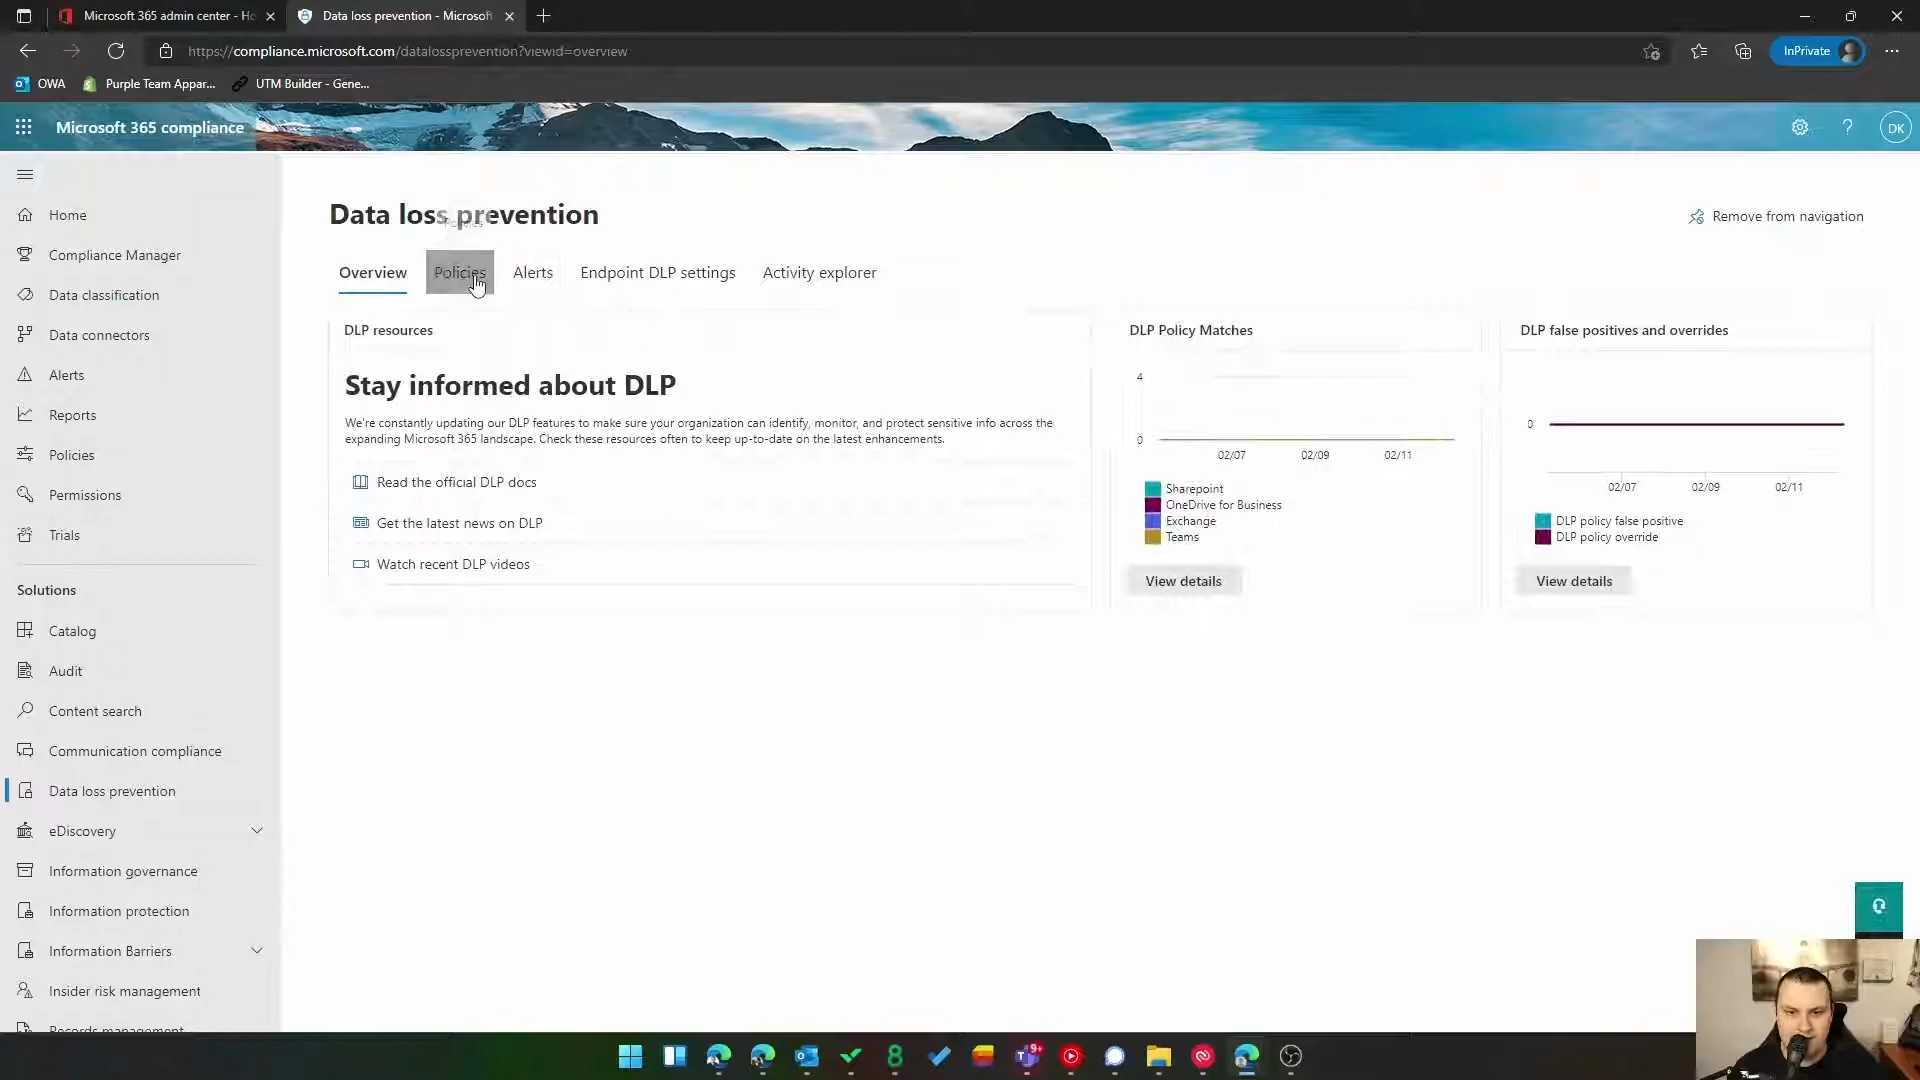 Microsoft 365 admin center - Ho
Data loss prevention - Microsoft
https://compliance.microsoft.com/datalossprevention?viewid=overview
InPrivate
OWA
Purple Team Appar...
UTM Builder - Gene...
Microsoft 365 compliance
DK
Home
Compliance Manager
Data classification
Data connectors
Alerts
Reports
Policies
Permissions
Trials
Solutions
Catalog
Audit
Content search
Communication compliance
Data loss prevention
eDiscovery
Information governance
Information protection
Information Barriers
Insider risk management
Records management
Data loss prevention
Policies
Remove from navigation
Overview
Policies
Alerts
Endpoint DLP settings
Activity explorer
DLP resources
Stay informed about DLP
We're constantly updating our DLP features to make sure your organization can identify, monitor, and protect sensitive info across the
expanding Microsoft 365 landscape. Check these resources often to keep up-to-date on the latest enhancements.
Read the official DLP docs
Get the latest news on DLP
Watch recent DLP videos
DLP Policy Matches
4
0
02/07
02/09
02/11
Sharepoint
OneDrive for Business
Exchange
Teams
View details
DLP false positives and overrides
0
02/07
02/09
02/11
DLP policy false positive
DLP policy override
View details
9+